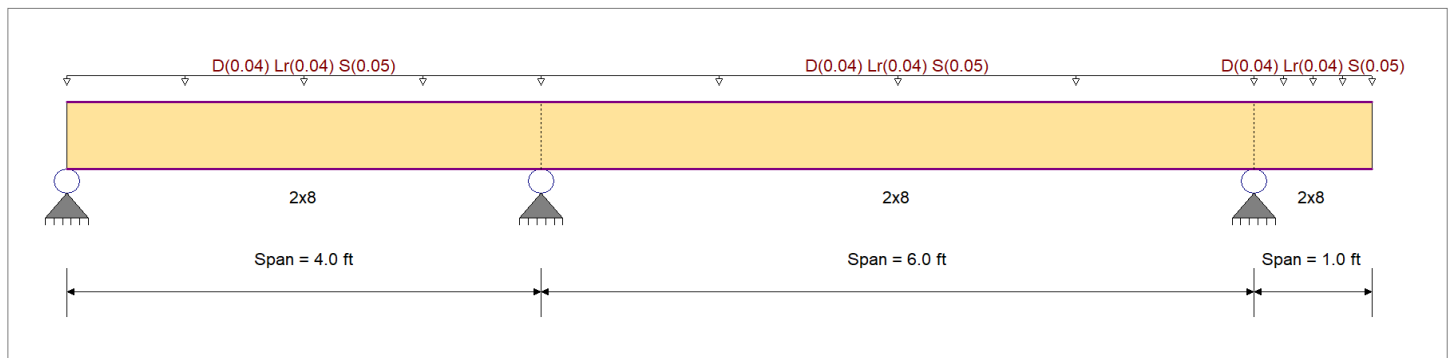 D(0.04) Lr(0.04) S(0.05) D(0.04) Lr(0.04) S(0.05) D(0.04) Lr(0.04) S(0.05)
2x8 2x8 2x8
Span = 4.0 ft Span = 6.0 ft Span = 1.0 ft